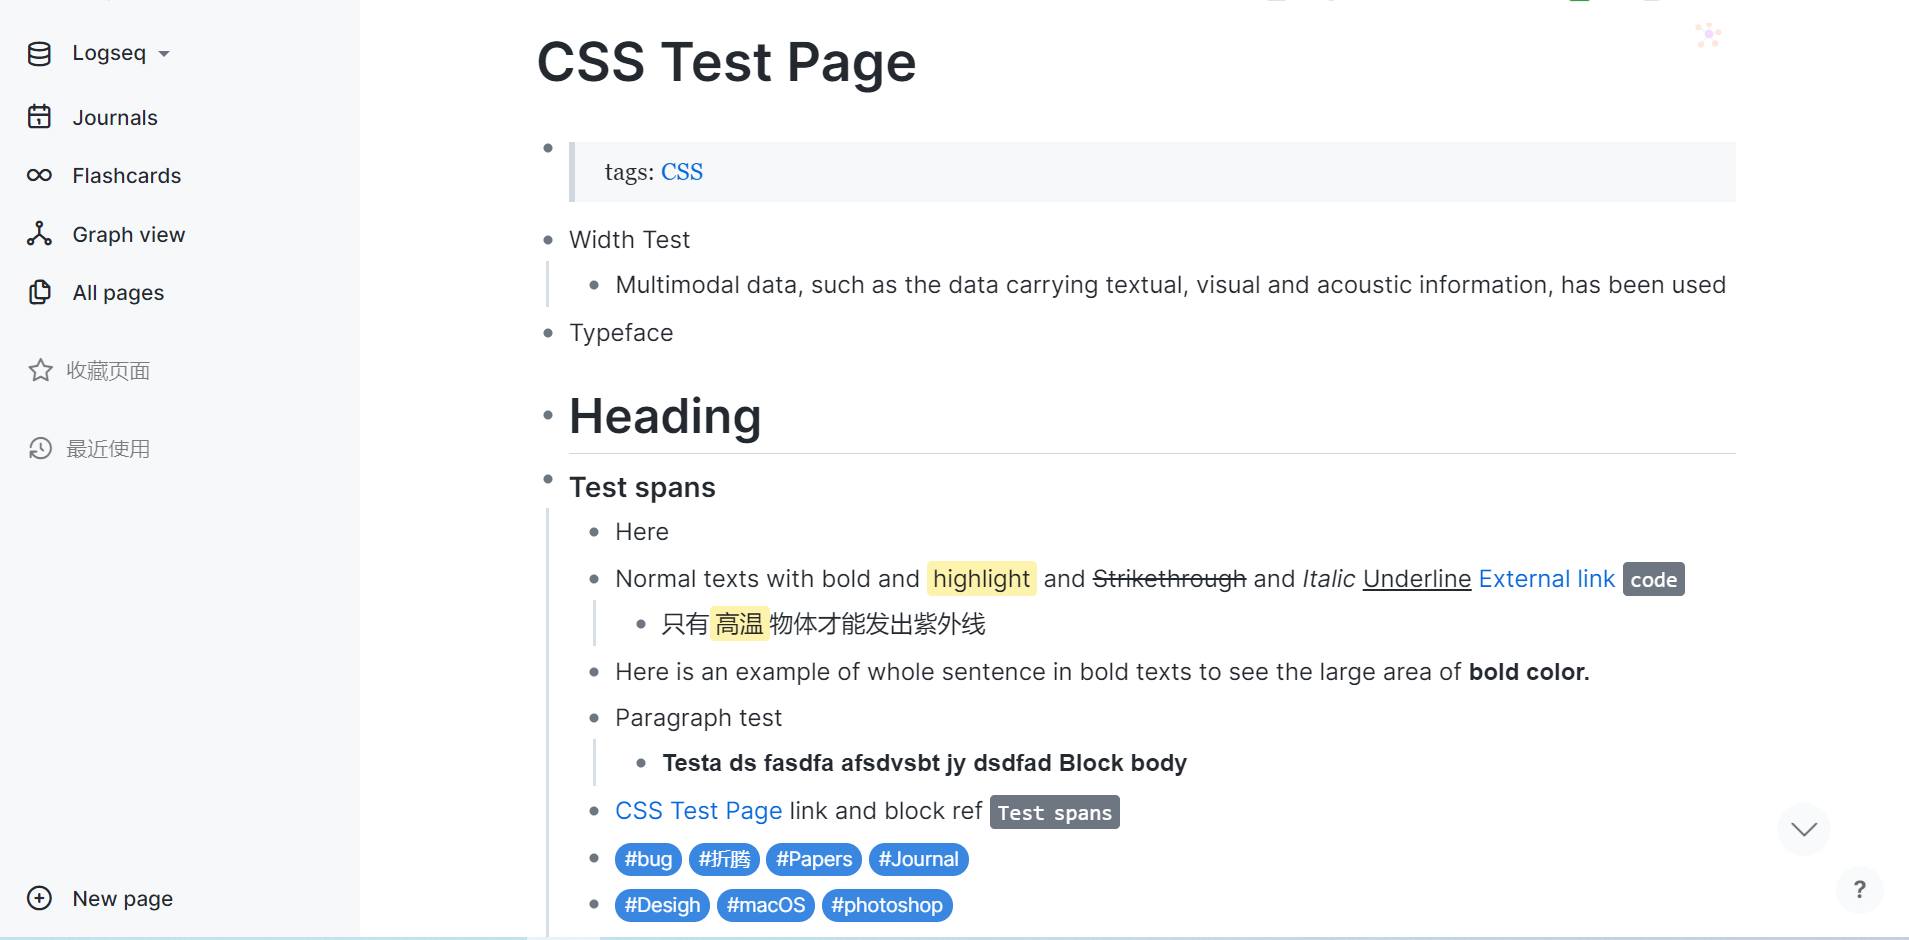 Logseq
Journals
Flashcards
Graph view
All pages
收藏页面
最近使用
New page
CSS Test Page
tags: CSS
Width Test
Multimodal data, such as the data carrying textual, visual and acoustic information, has been used
Typeface
Heading
Test spans
Here
Normal texts with bold and highlight and Strikethrough and Italic Underline External link code
只有高温物体才能发出紫外线
Here is an example of whole sentence in bold texts to see the large area of bold color.
Paragraph test
Testa ds fasdfa afsdvsbt jy dsdfad Block body
CSS Test Page link and block ref Test spans
#bug #折腾 #Papers #Journal
#Desigh #macOS #photoshop
?